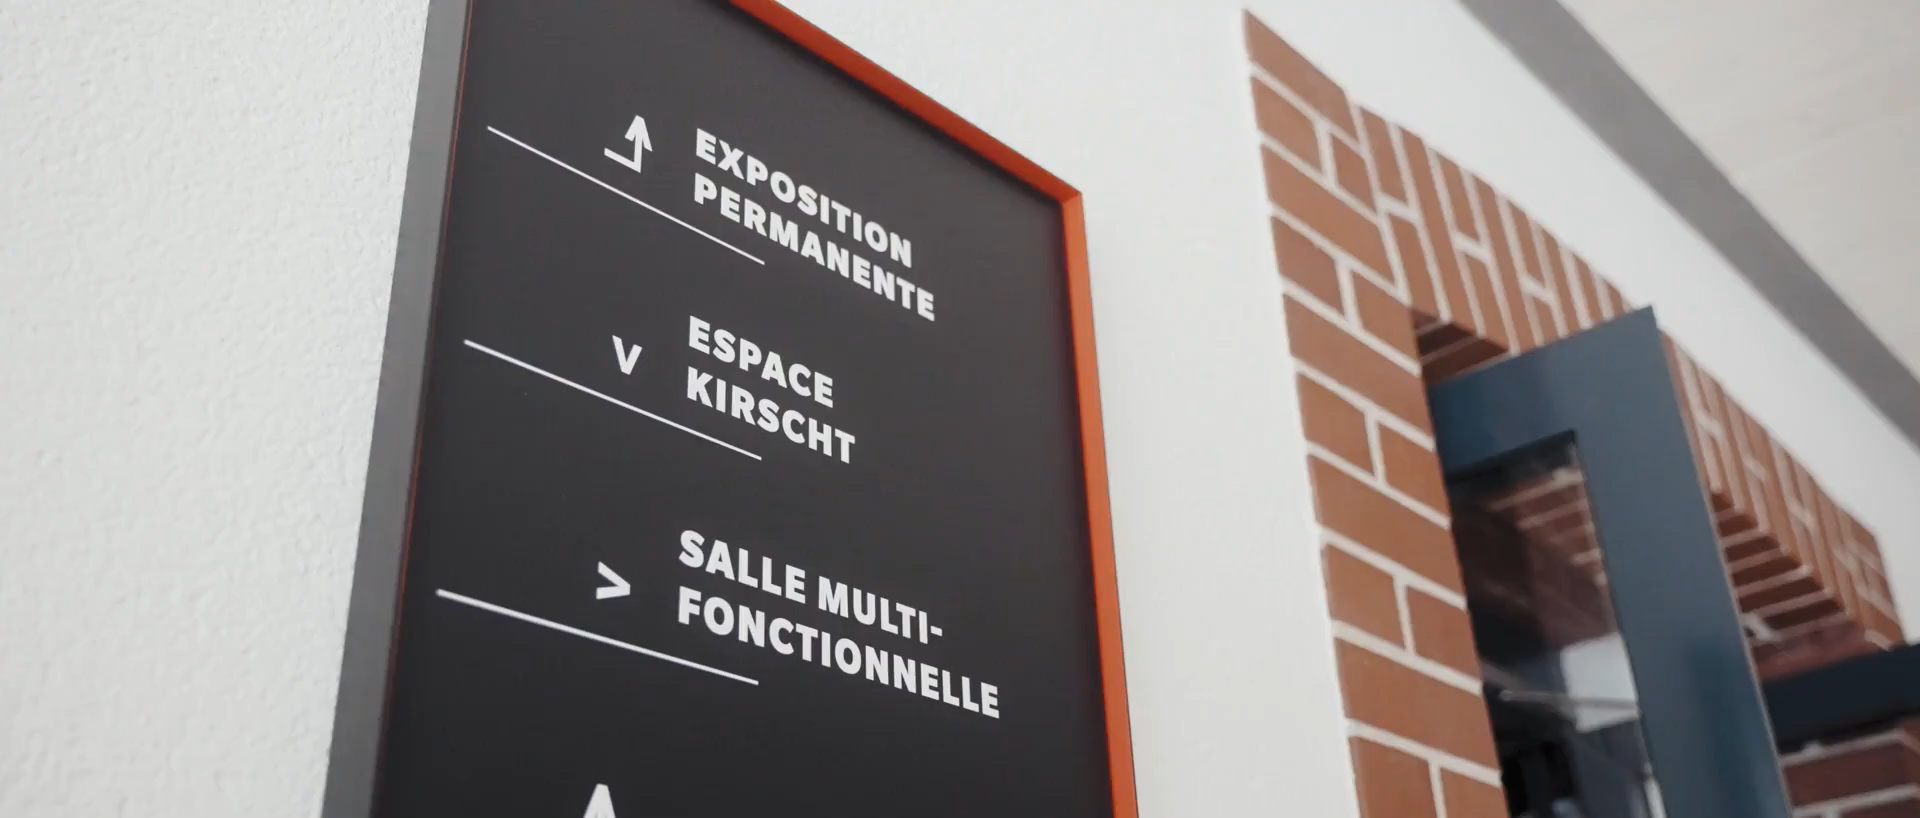 EXPOSITION
PERMANENTE
ESPACE
KIRSCHT
SALLE MULTI-
FONCTIONNELLE